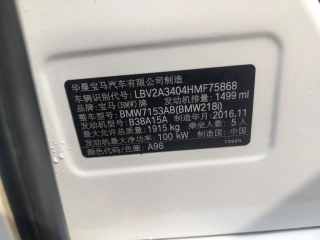 华晨宝马汽车有限公司制造
车辆识别代号: LBV2A3404HMF75868
品牌: 宝马(BMW)牌 发动机排量: 1499 ml
整车型号: BMW7153AB(BMW218i)
发动机型号: B38A15A 制造年月: 2016.11
最大允许总质量: 1915 kg 乘坐人数: 5 人
发动机最大净功率: 100 kW 制造国: 中国
颜色代码/色系: A96